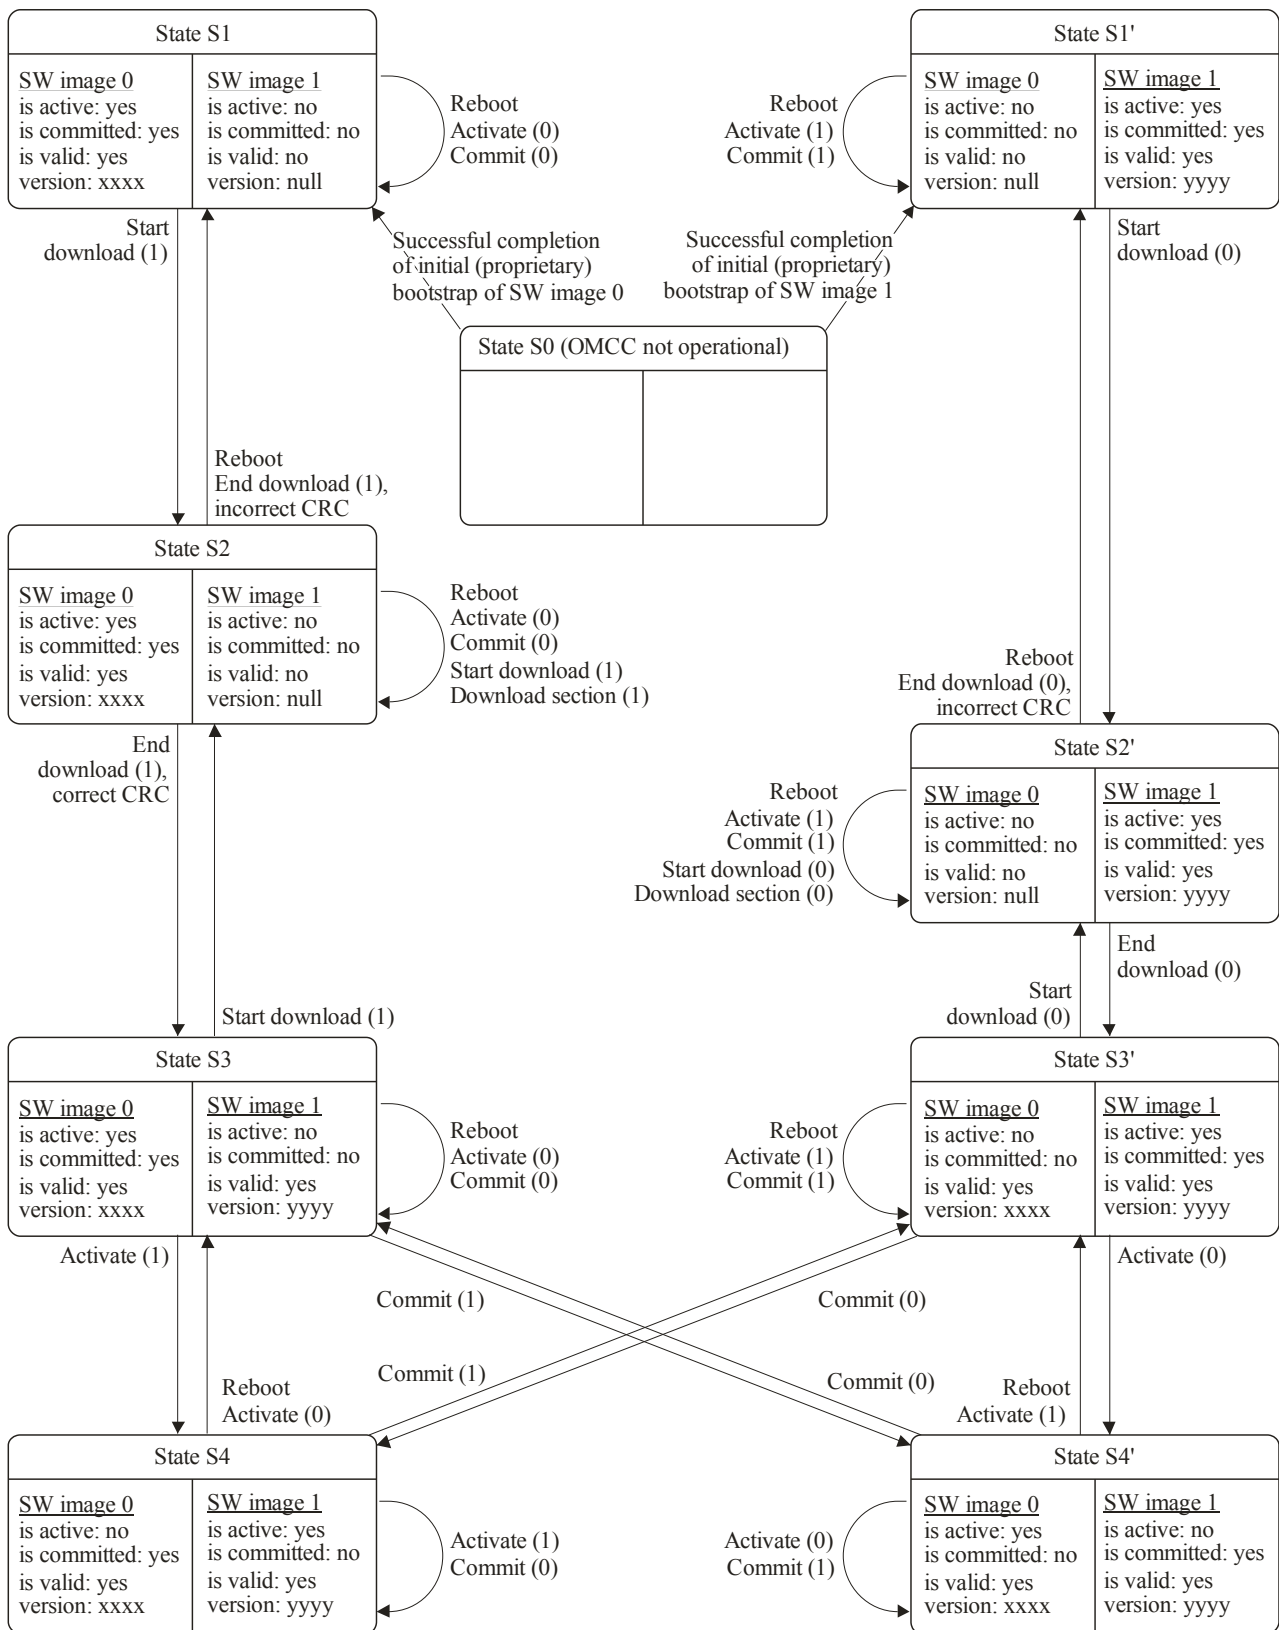 State S1
SW image 0
is active: yes
is committed: yes
is valid: yes
version: xxxx
SW image 1
is active: no
is committed: no
is valid: no
version: null
Reboot
Activate (0)
Commit (0)
State S1'
SW image 0
is active: no
is committed: no
is valid: no
version: null
SW image 1
is active: yes
is committed: yes
is valid: yes
version: yyyy
Reboot
Activate (1)
Commit (1)
Start
download (1)
Successful completion
of initial (proprietary)
bootstrap of SW image 0
Successful completion
of initial (proprietary)
bootstrap of SW image 1
Start
download (0)
State S0 (OMCC not operational)
Reboot
End download (1),
incorrect CRC
State S2
SW image 0
is active: yes
is committed: yes
is valid: yes
version: xxxx
SW image 1
is active: no
is committed: no
is valid: no
version: null
Reboot
Activate (0)
Commit (0)
Start download (1)
Download section (1)
Reboot
End download (0),
incorrect CRC
End
download (1),
correct CRC
State S2'
SW image 0
is active: no
is committed: no
is valid: no
version: null
SW image 1
is active: yes
is committed: yes
is valid: yes
version: yyyy
Reboot
Activate (1)
Commit (1)
Start download (0)
Download section (0)
End
download (0)
Start
download (0)
Start download (1)
State S3
SW image 0
is active: yes
is committed: yes
is valid: yes
version: xxxx
SW image 1
is active: no
is committed: no
is valid: yes
version: yyyy
Reboot
Activate (0)
Commit (0)
State S3'
SW image 0
is active: no
is committed: no
is valid: yes
version: xxxx
SW image 1
is active: yes
is committed: yes
is valid: yes
version: yyyy
Reboot
Activate (1)
Commit (1)
Activate (1)
Commit (1)
Commit (0)
Activate (0)
Commit (1)
Commit (0)
Reboot
Activate (0)
Reboot
Activate (1)
State S4
SW image 0
is active: no
is committed: yes
is valid: yes
version: xxxx
SW image 1
is active: yes
is committed: no
is valid: yes
version: yyyy
Activate (1)
Commit (0)
State S4'
SW image 0
is active: yes
is committed: no
is valid: yes
version: xxxx
SW image 1
is active: no
is committed: yes
is valid: yes
version: yyyy
Activate (0)
Commit (1)